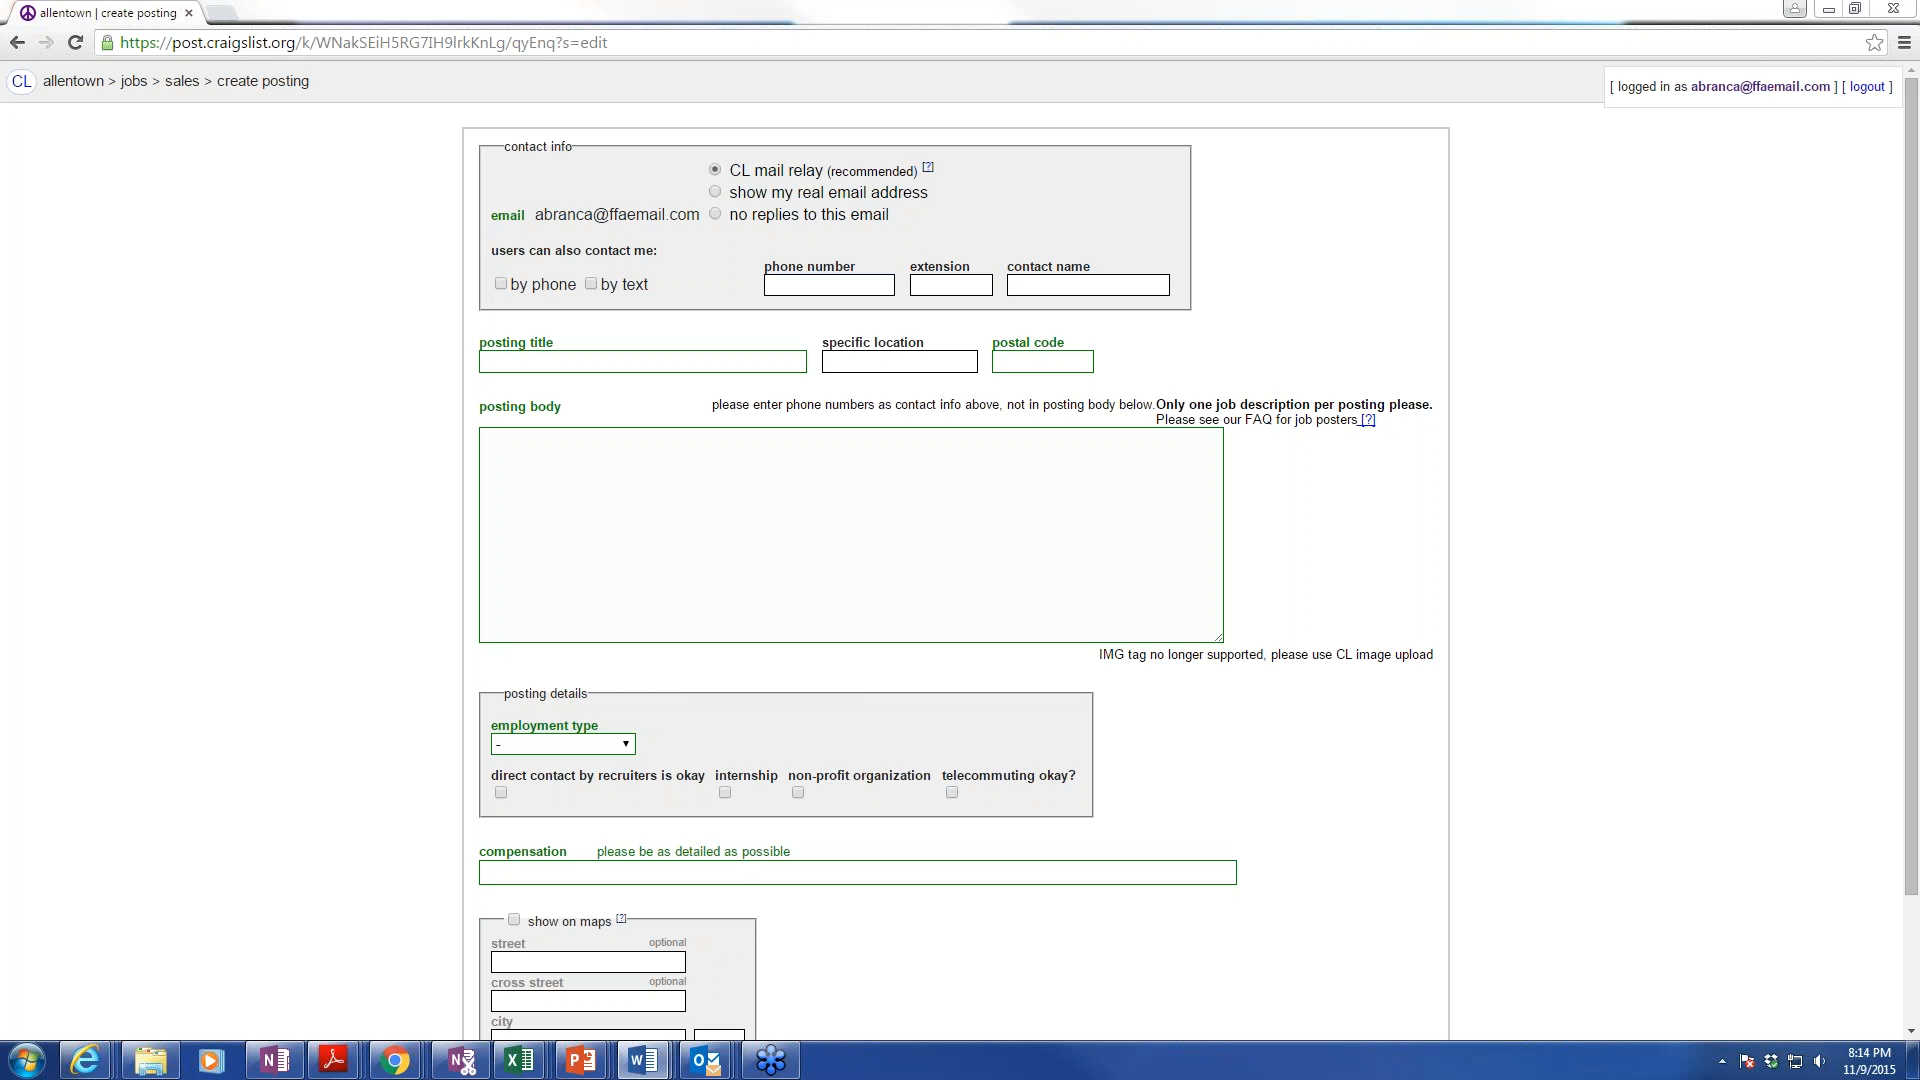 allentown | create posting
https://post.craigslist.org/k/WNakSEiH5RG7IH9lrkKnLg/qyEnq?s=edit
CL allentown > jobs > sales > create posting
[ logged in as abranca@ffaemail.com ] [ logout ]
contact info
CL mail relay (recommended) [?]
show my real email address
email abranca@ffaemail.com no replies to this email
users can also contact me:
phone number extension contact name
by phone by text
posting title specific location postal code
posting body please enter phone numbers as contact info above, not in posting body below. Only one job description per posting please.
Please see our FAQ for job posters [?]
IMG tag no longer supported, please use CL image upload
posting details
employment type
-
direct contact by recruiters is okay internship non-profit organization telecommuting okay?
compensation please be as detailed as possible
show on maps [?]
street optional
cross street optional
city
8:14 PM
11/9/2015